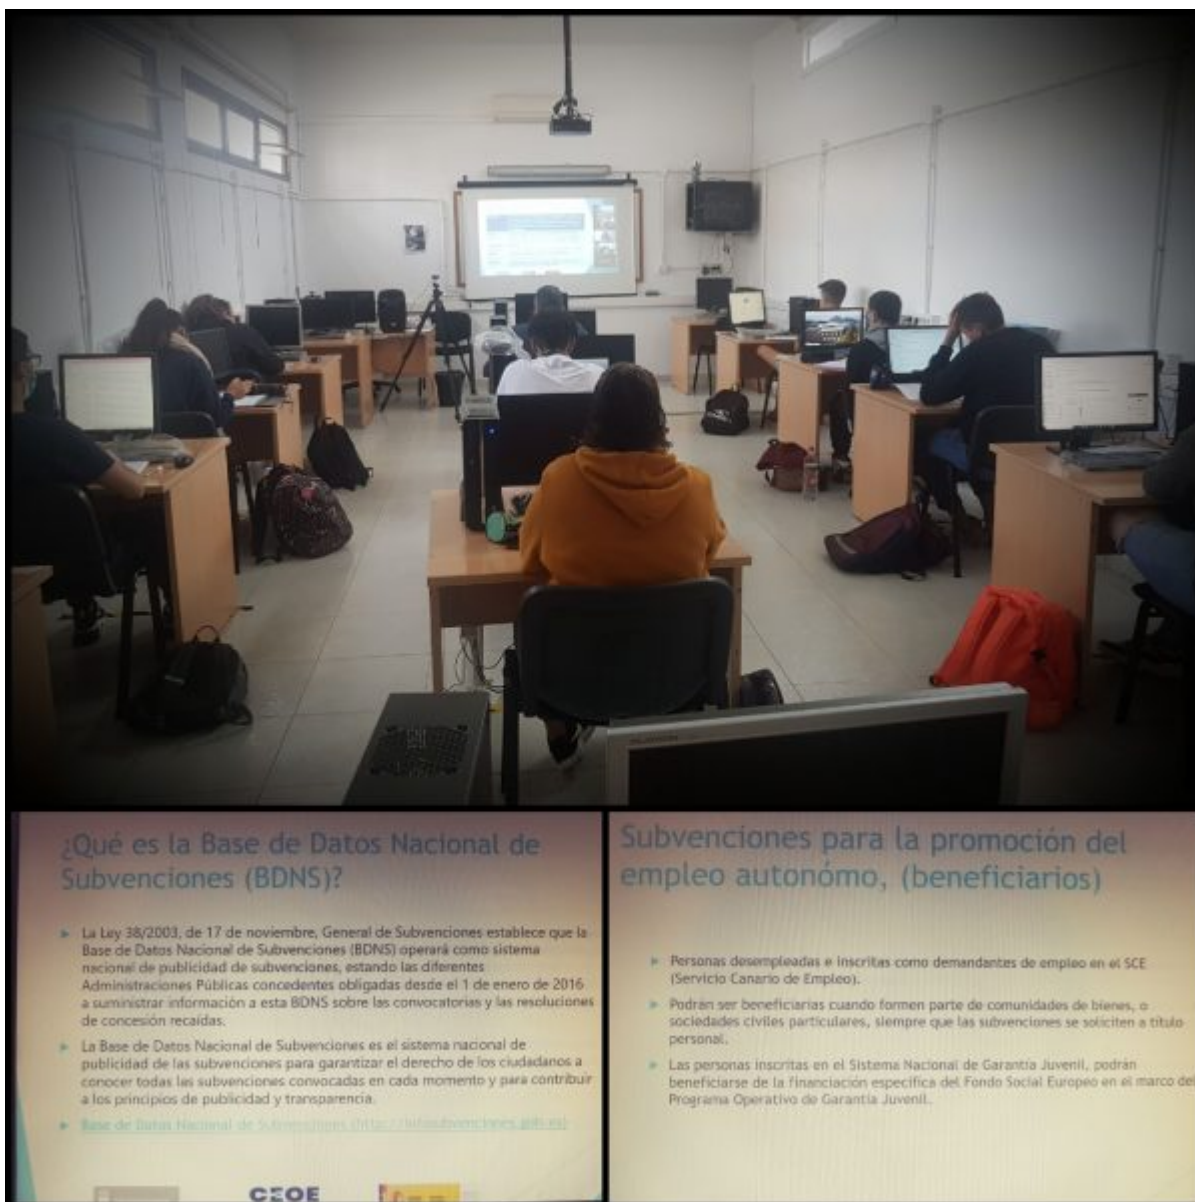 ¿Qué es la Base de Datos Nacional de
Subvenciones (BDNS)?
La Ley 38/2003, de 17 de noviembre, General de Subvenciones establece que la
Base de Datos Nacional de Subvenciones (BDNS) operará como sistema
nacional de publicidad de subvenciones, estando las diferentes
Administraciones Públicas concedentes obligadas desde el 1 de enero de 2016
a suministrar información a esta BDNS sobre las convocatorias y las resoluciones
de concesión recaídas.
La Base de Datos Nacional de Subvenciones es el sistema nacional de
publicidad de las subvenciones para garantizar el derecho de los ciudadanos a
conocer todas las subvenciones convocadas en cada momento y para contribuir
a los principios de publicidad y transparencia.
Base de Datos Nacional de Subvenciones
CEOE
Subvenciones para la promoción del
empleo autonómo, (beneficiarios)
Personas desempleadas e inscritas como demandantes de empleo en el SCE
(Servicio Canario de Empleo).
Podrán ser beneficiarias cuando formen parte de comunidades de bienes, o
sociedades civiles particulares, siempre que las subvenciones se soliciten a título
personal.
Las personas inscritas en el Sistema Nacional de Garantía Juvenil, podrán
beneficiarse de la financiación específica del Fondo Social Europeo en el marco del
Programa Operativo de Garantía Juvenil.